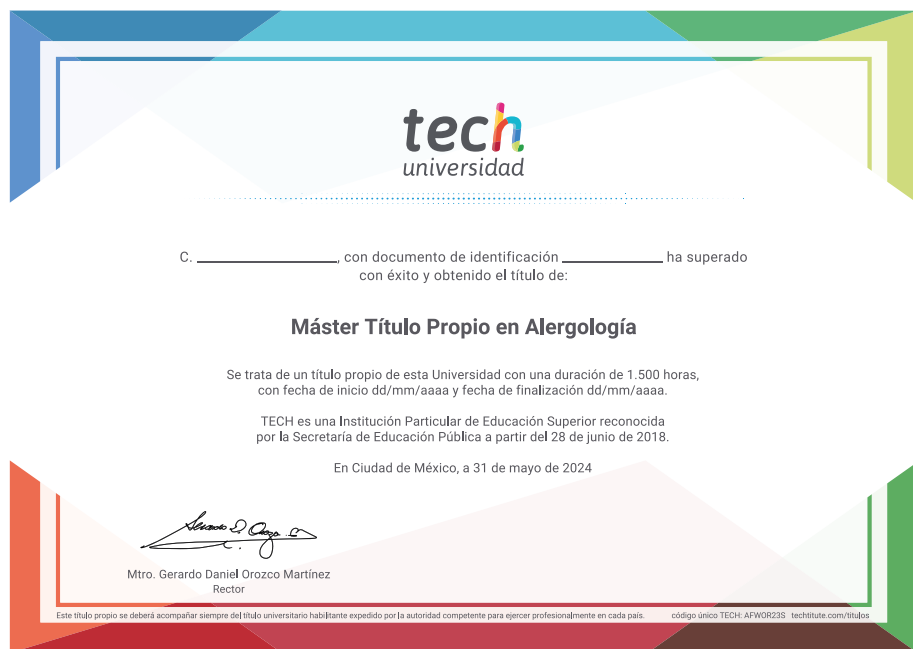 tech
universidad
C. ____________________, con documento de identificación ______________ ha superado
con éxito y obtenido el título de:
Máster Título Propio en Alergología
Se trata de un título propio de esta Universidad con una duración de 1.500 horas,
con fecha de inicio dd/mm/aaaa y fecha de finalización dd/mm/aaaa.
TECH es una Institución Particular de Educación Superior reconocida
por la Secretaría de Educación Pública a partir del 28 de junio de 2018.
En Ciudad de México, a 31 de mayo de 2024
Mtro. Gerardo Daniel Orozco Martínez
Rector
Este título propio se deberá acompañar siempre del título universitario habilitante expedido por la autoridad competente para ejercer profesionalmente en cada país. código único TECH: AFWOR23S techtitute.com/titulos